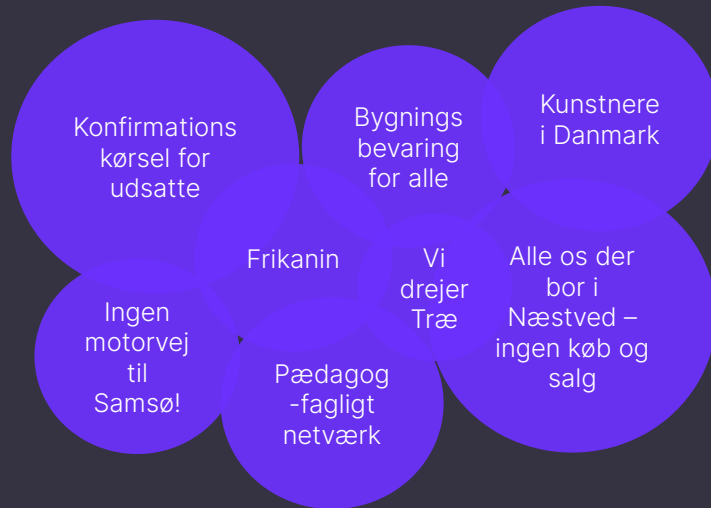 Konfirmations
kørsel for
udsatte
Bygnings
bevaring
for alle
Kunstnere
i Danmark
Frikanin
Vi
drejer
Træ
Alle os der
bor i
Næstved –
ingen køb og
salg
Ingen
motorvej
til
Samsø!
Pædagog
-fagligt
netværk